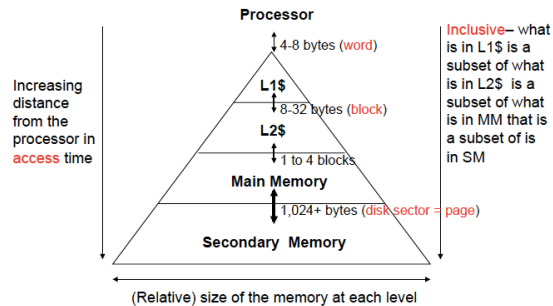 Processor
4-8 bytes (word)
Increasing
distance
from the
processor in
access time
L1$
8-32 bytes (block)
L2$
1 to 4 blocks
Main Memory
1,024+ bytes (disk sector = page)
Secondary Memory
Inclusive– what
is in L1$ is a
subset of what
is in L2$ is a
subset of what
is in MM that is
a subset of is
in SM
(Relative) size of the memory at each level